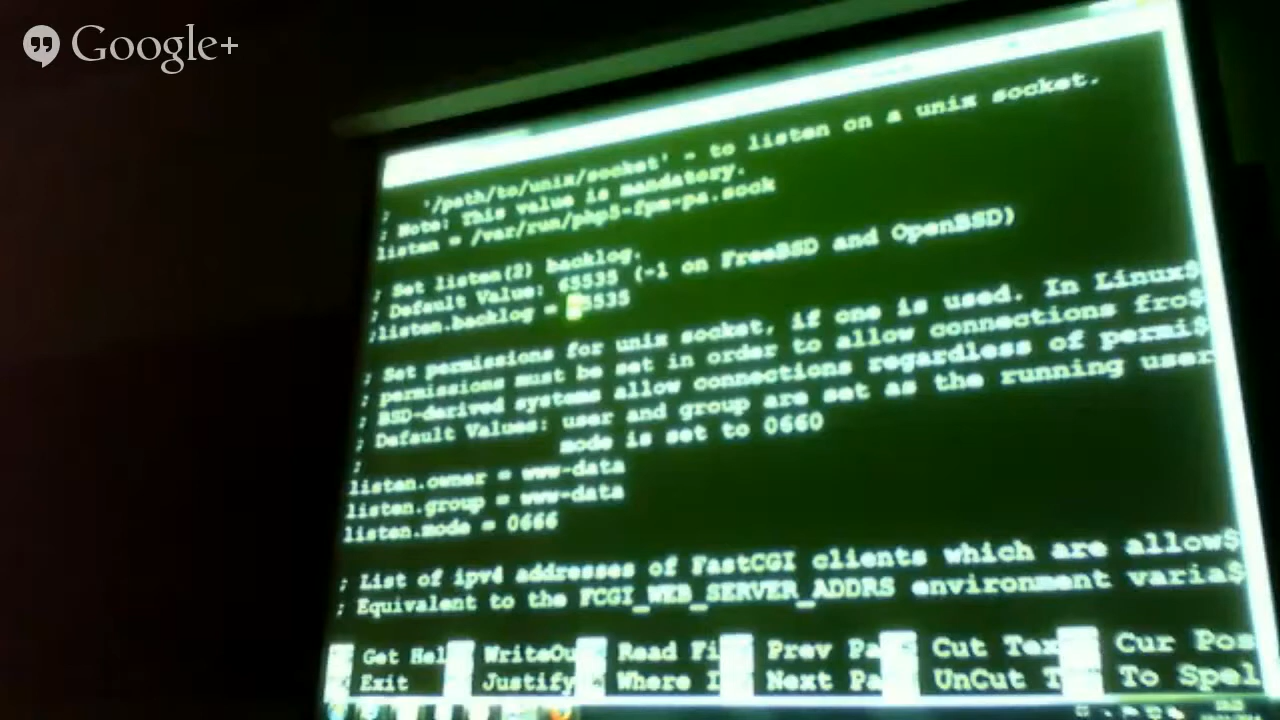 Google+
; '/path/to/unix/socket' - to listen on a unix socket.
; Note: This value is mandatory.
listen = /var/run/php5-fpm-pa.sock
; Set listen(2) backlog.
; Default Value: 65535 (-1 on FreeBSD and OpenBSD)
;listen.backlog = 65535
; Set permissions for unix socket, if one is used. In Linux$
; permissions must be set in order to allow connections fro$
; BSD-derived systems allow connections regardless of permi$
; Default Values: user and group are set as the running user
; mode is set to 0660
listen.owner = www-data
listen.group = www-data
listen.mode = 0666
; List of ipv4 addresses of FastCGI clients which are allow$
; Equivalent to the FCGI_WEB_SERVER_ADDRS environment varia$
Get Hel WriteOu Read Fi Prev Pa Cut Tex Cur Pos
Exit Justify Where I Next Pa UnCut T To Spel